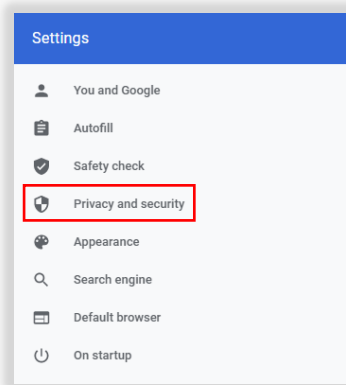 Settings
You and Google
Autofill
Safety check
Privacy and security
Appearance
Search engine
Default browser
On startup